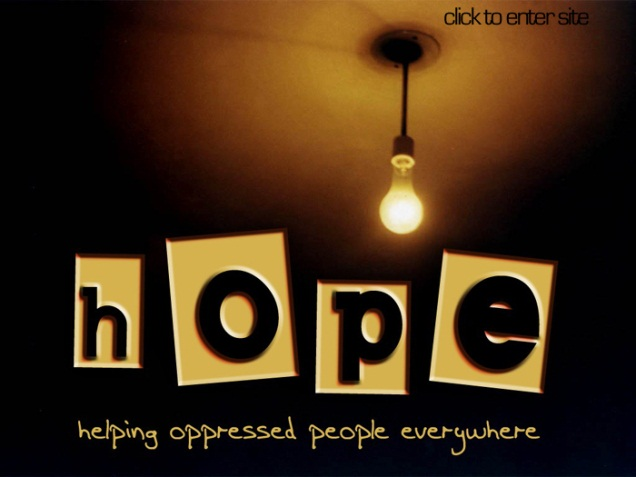 click to enter site
hope
helping oppressed people everywhere